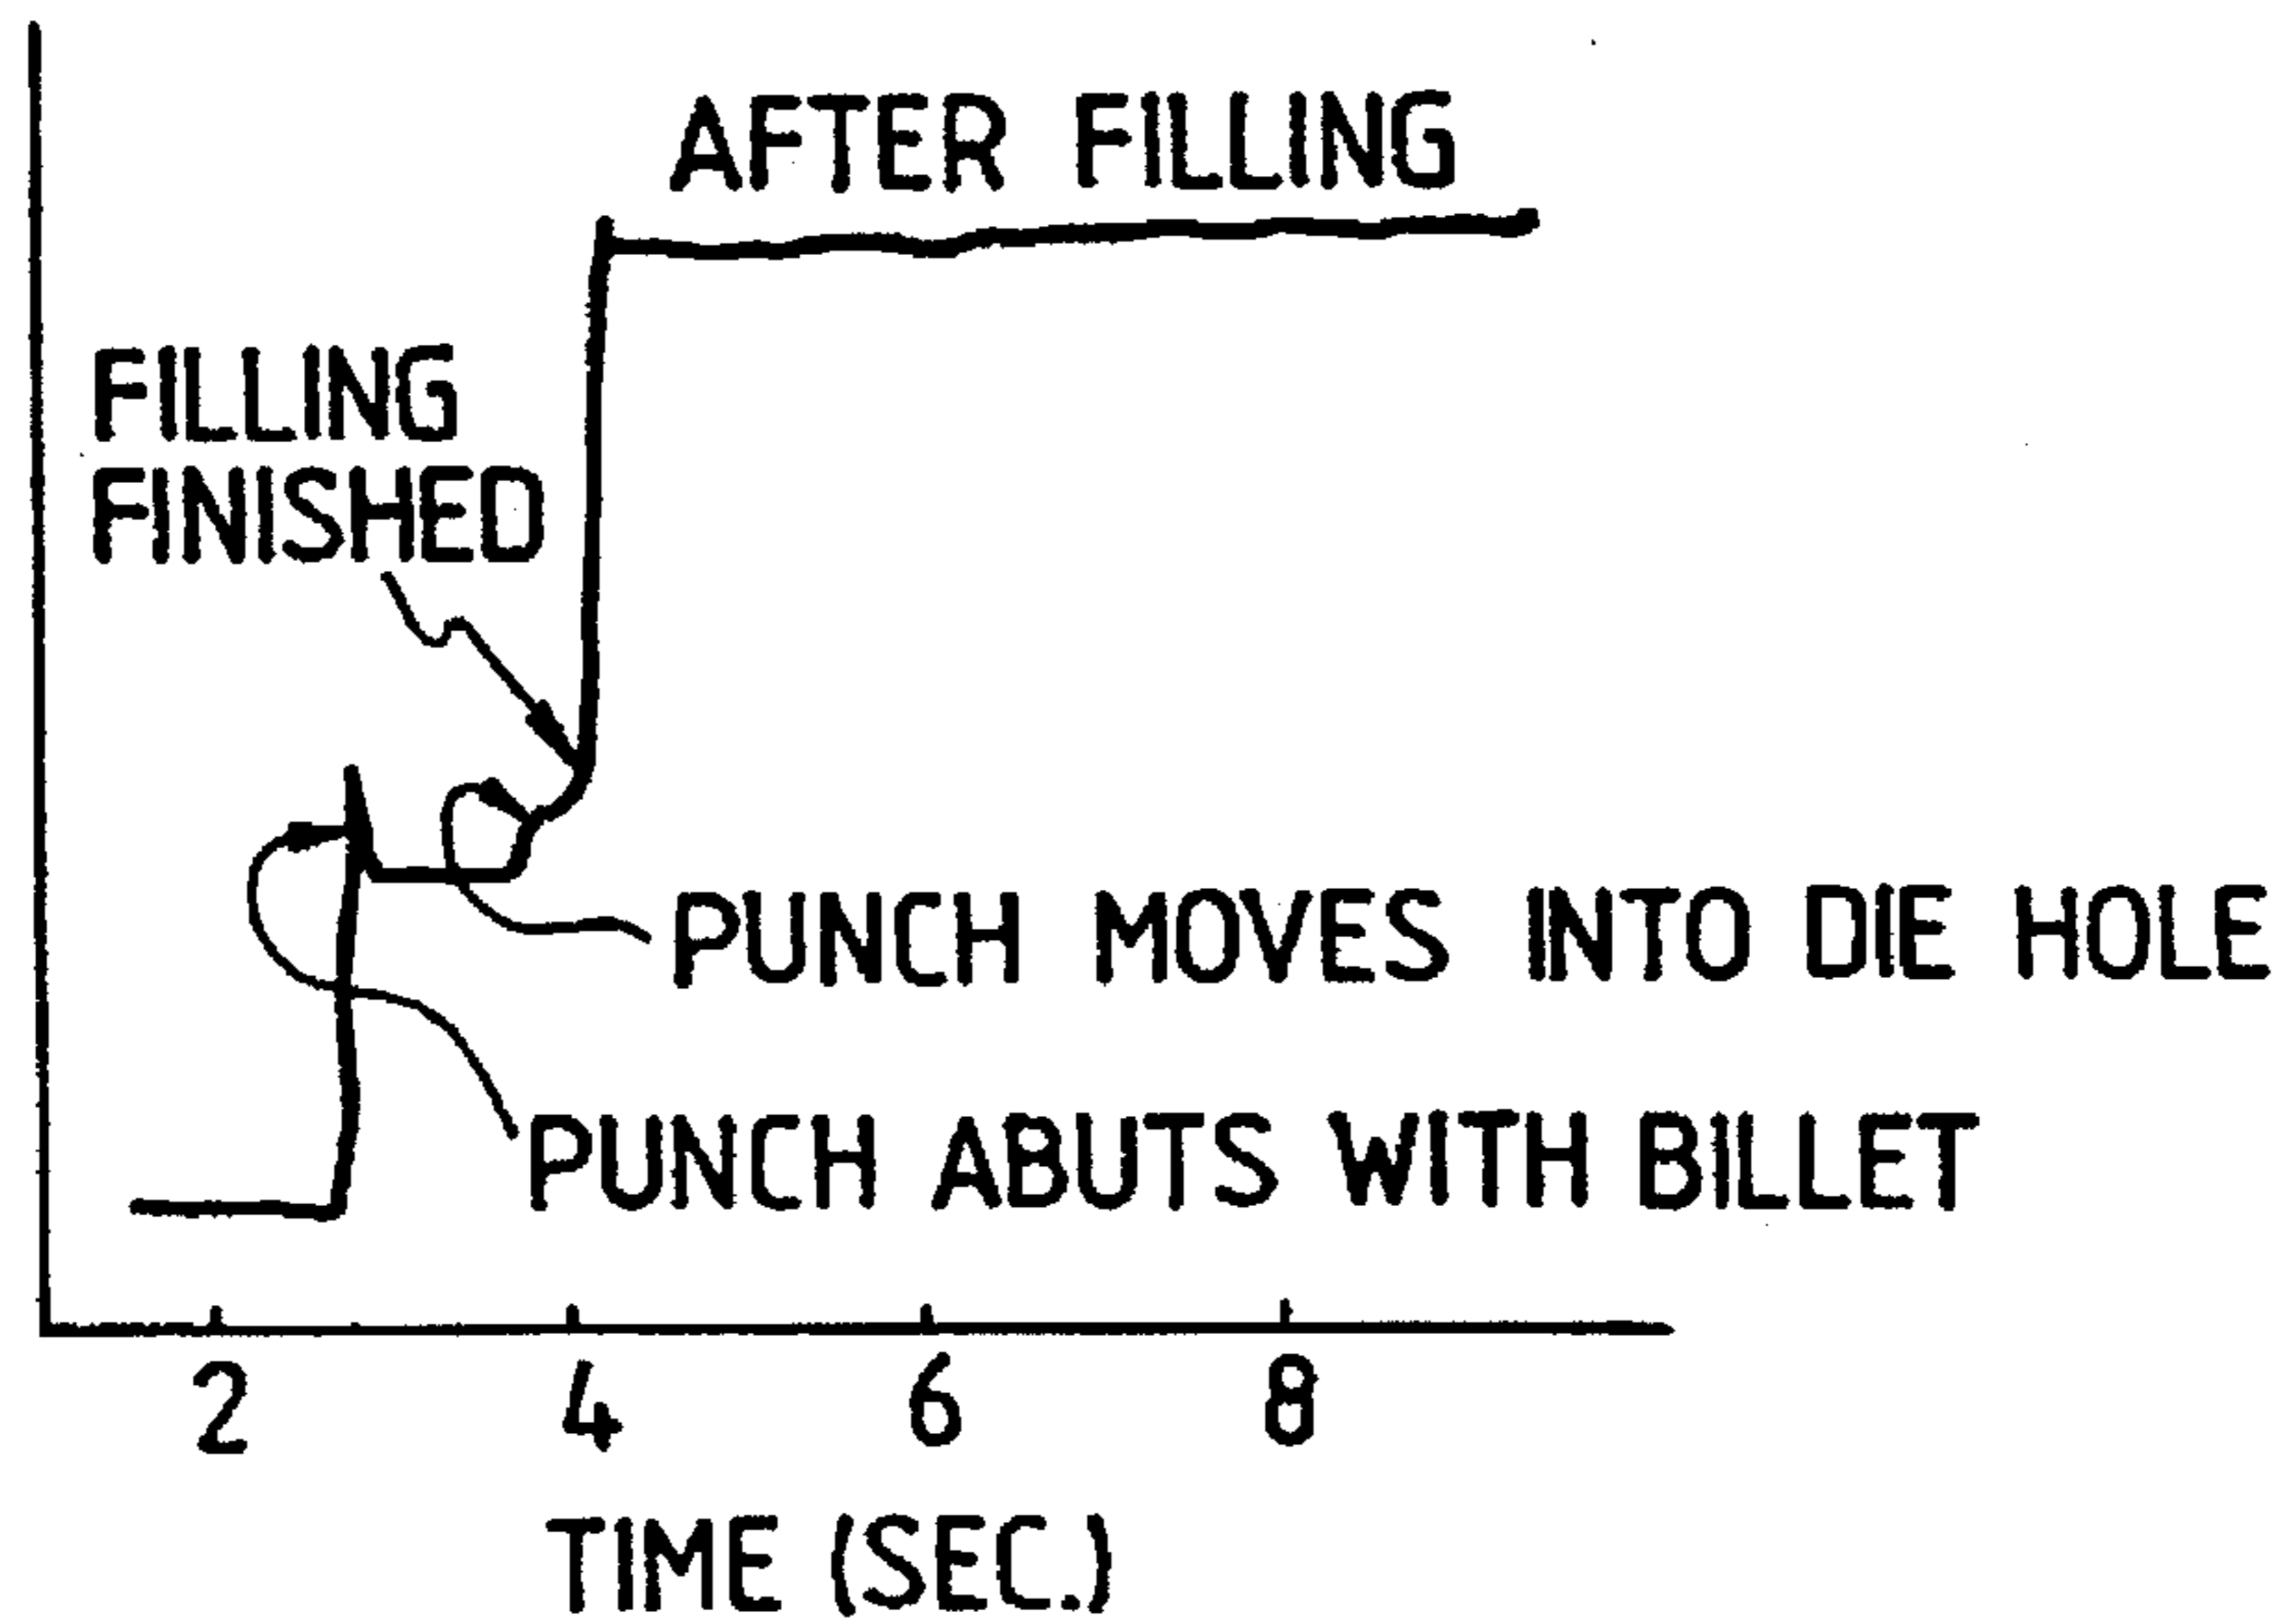 AFTER FILLING
FILLING
FINISHED
PUNCH MOVES INTO DIE HOLE
PUNCH ABUTS WITH BILLET
2 4 6 8
TIME (SEC.)